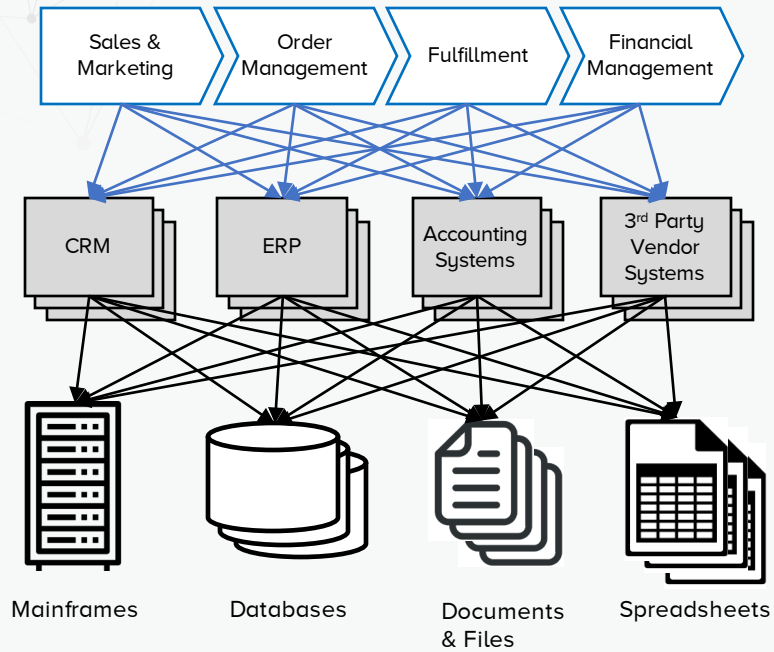 Sales &
Marketing
Order
Management
Fulfillment
Financial
Management
CRM
ERP
Accounting
Systems
3rd Party
Vendor
Systems
Mainframes
Databases
Documents
& Files
Spreadsheets